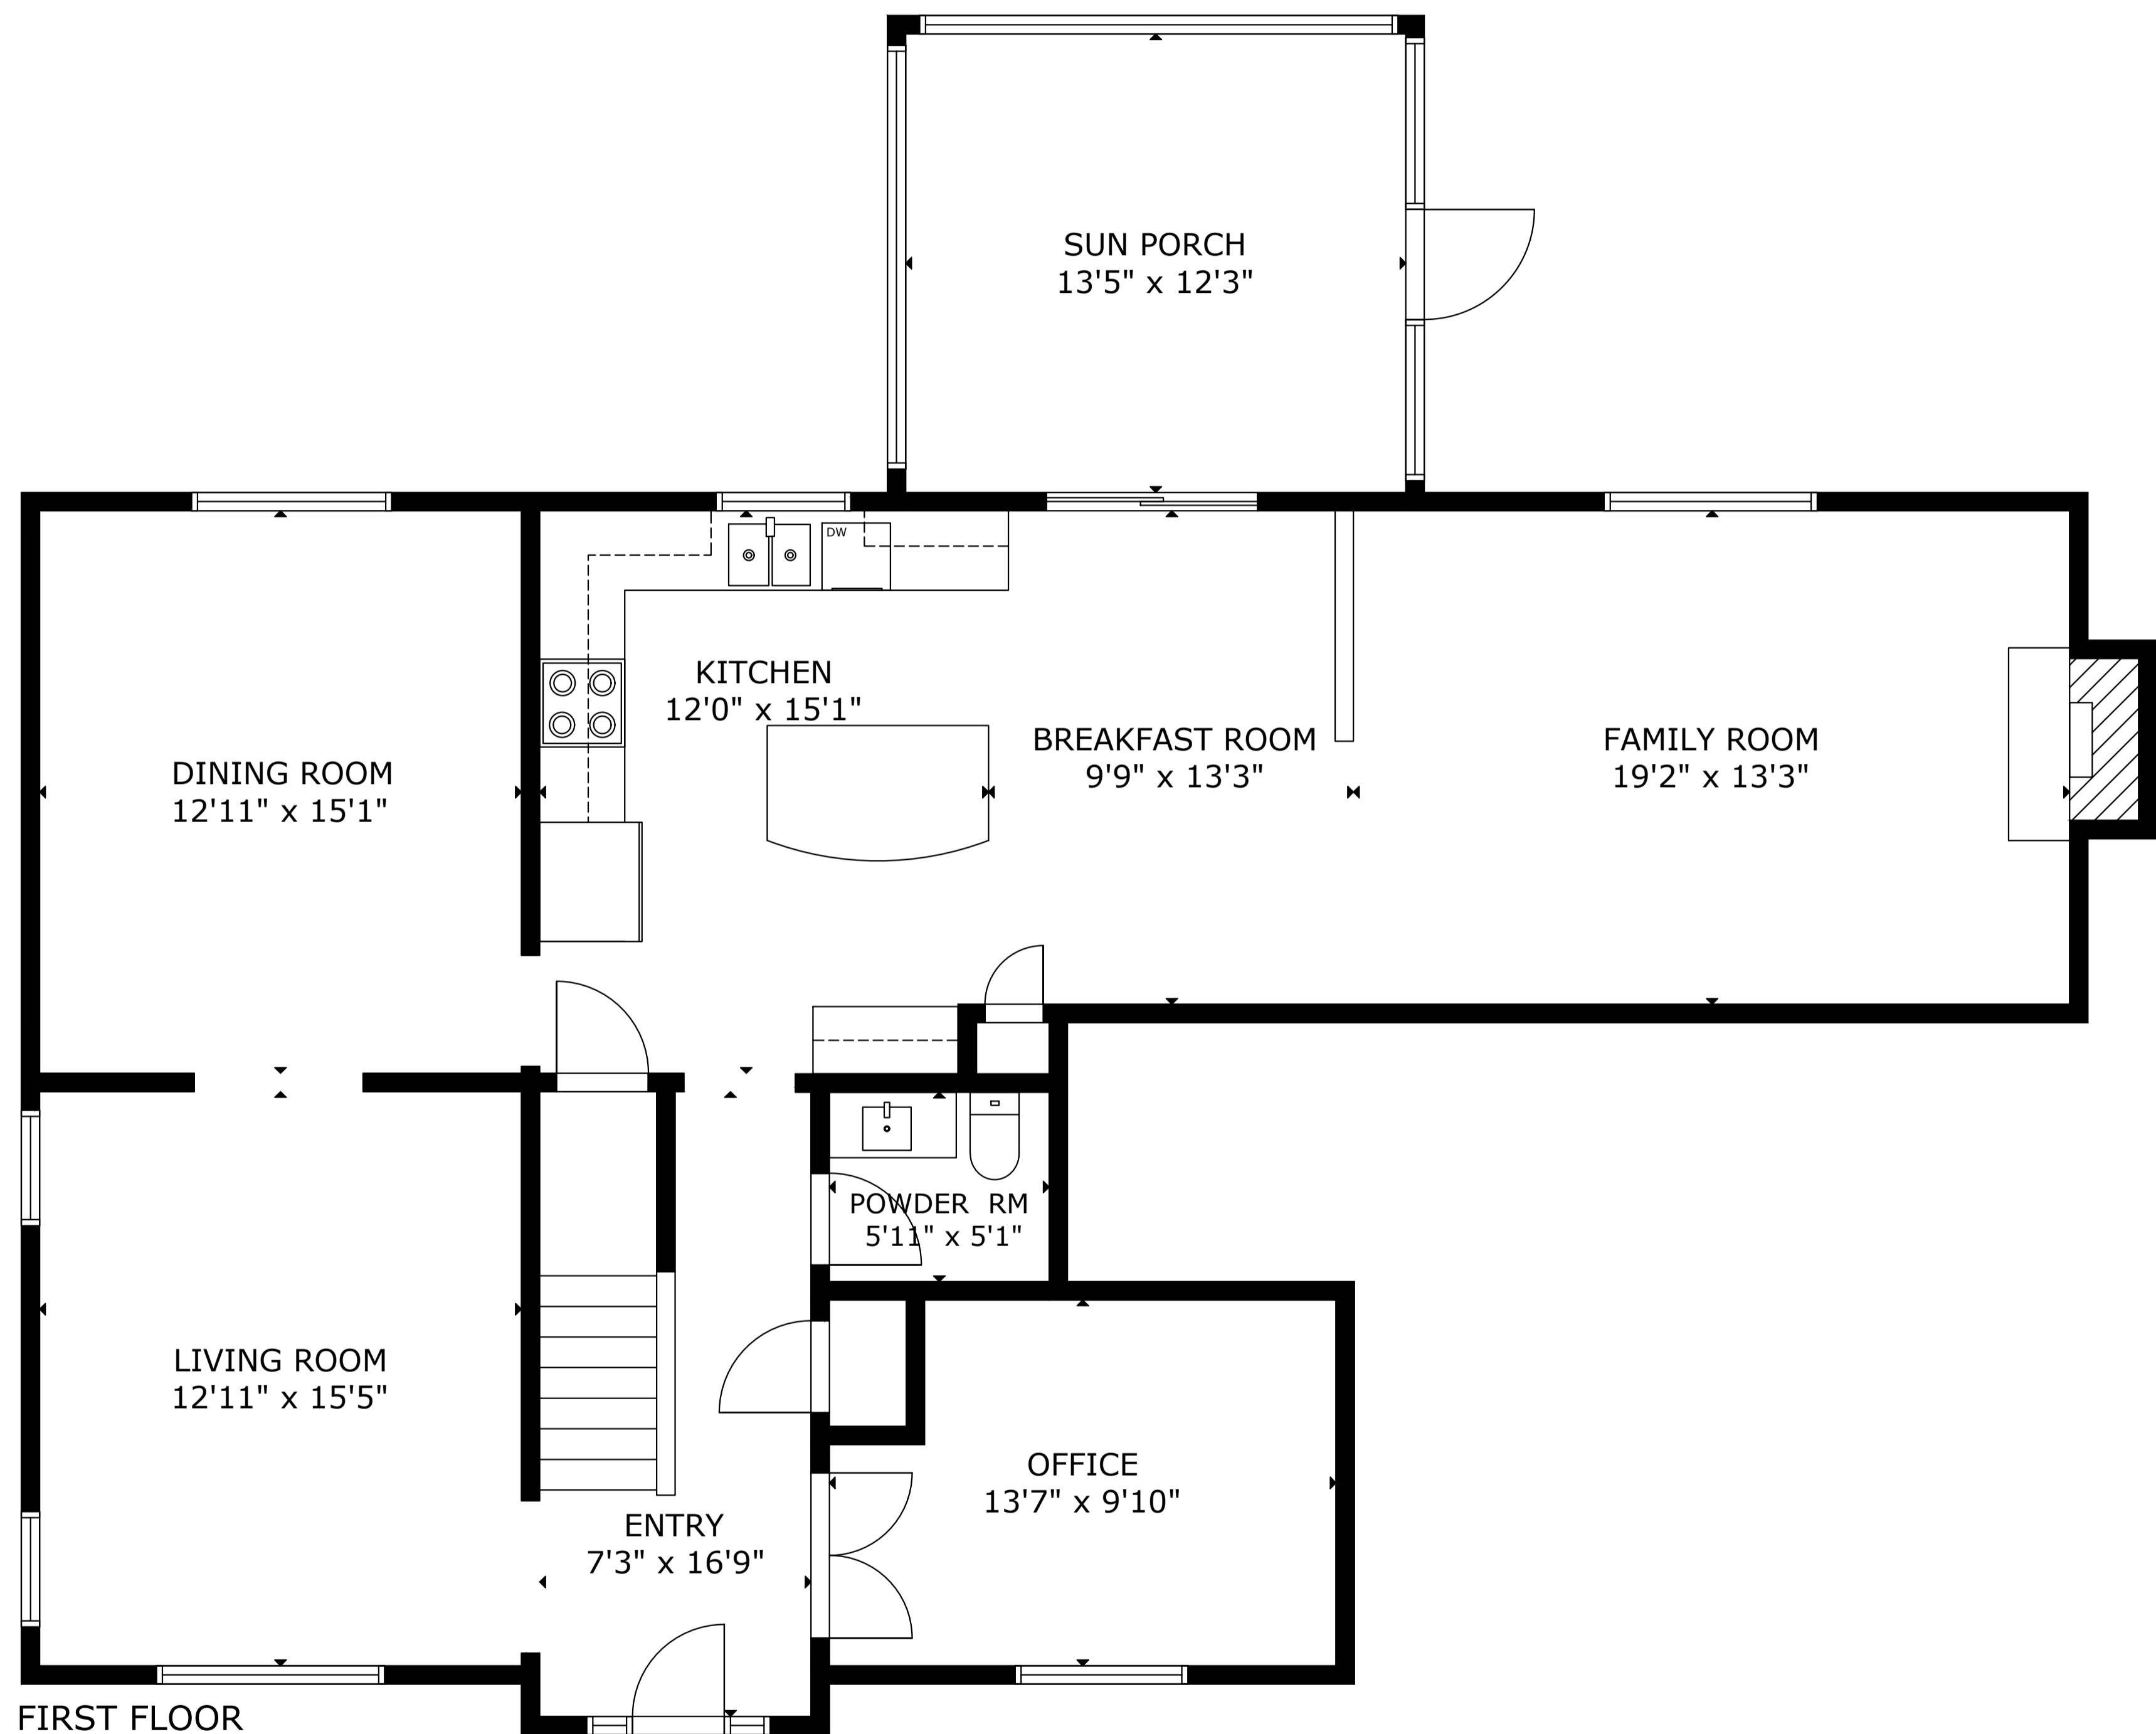 SUN PORCH
13'5" x 12'3"
DW
KITCHEN
12'0" x 15'1"
BREAKFAST ROOM
9'9" x 13'3"
FAMILY ROOM
19'2" x 13'3"
DINING ROOM
12'11" x 15'1"
POWDER RM
5'11" x 5'1"
LIVING ROOM
12'11" x 15'5"
OFFICE
13'7" x 9'10"
ENTRY
7'3" x 16'9"
FIRST FLOOR